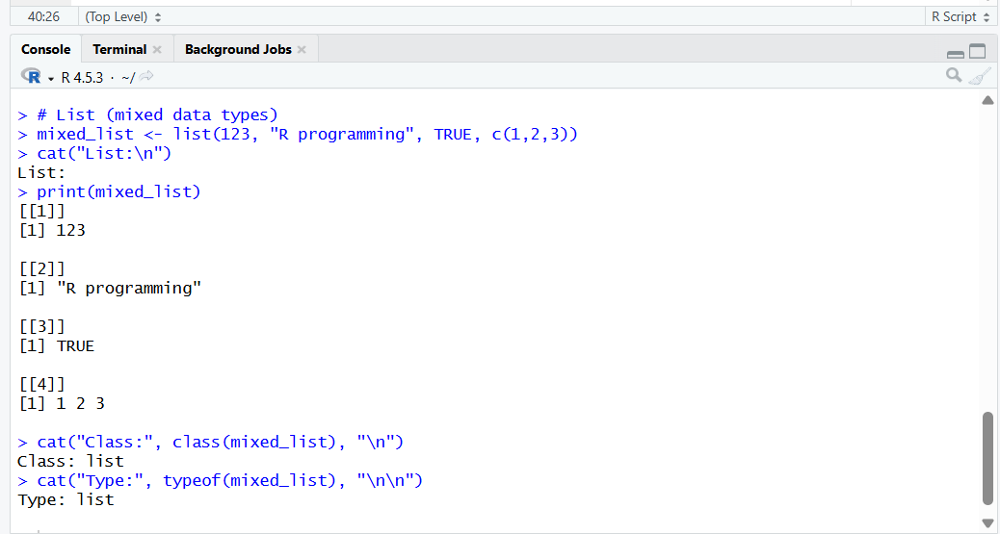 40:26 (Top Level) R Script
Console Terminal Background Jobs
R R 4.5.3 · ~/
> # List (mixed data types)
> mixed_list <- list(123, "R programming", TRUE, c(1,2,3))
> cat("List:\n")
List:
> print(mixed_list)
[[1]]
[1] 123
[[2]]
[1] "R programming"
[[3]]
[1] TRUE
[[4]]
[1] 1 2 3
> cat("Class:", class(mixed_list), "\n")
Class: list
> cat("Type:", typeof(mixed_list), "\n\n")
Type: list